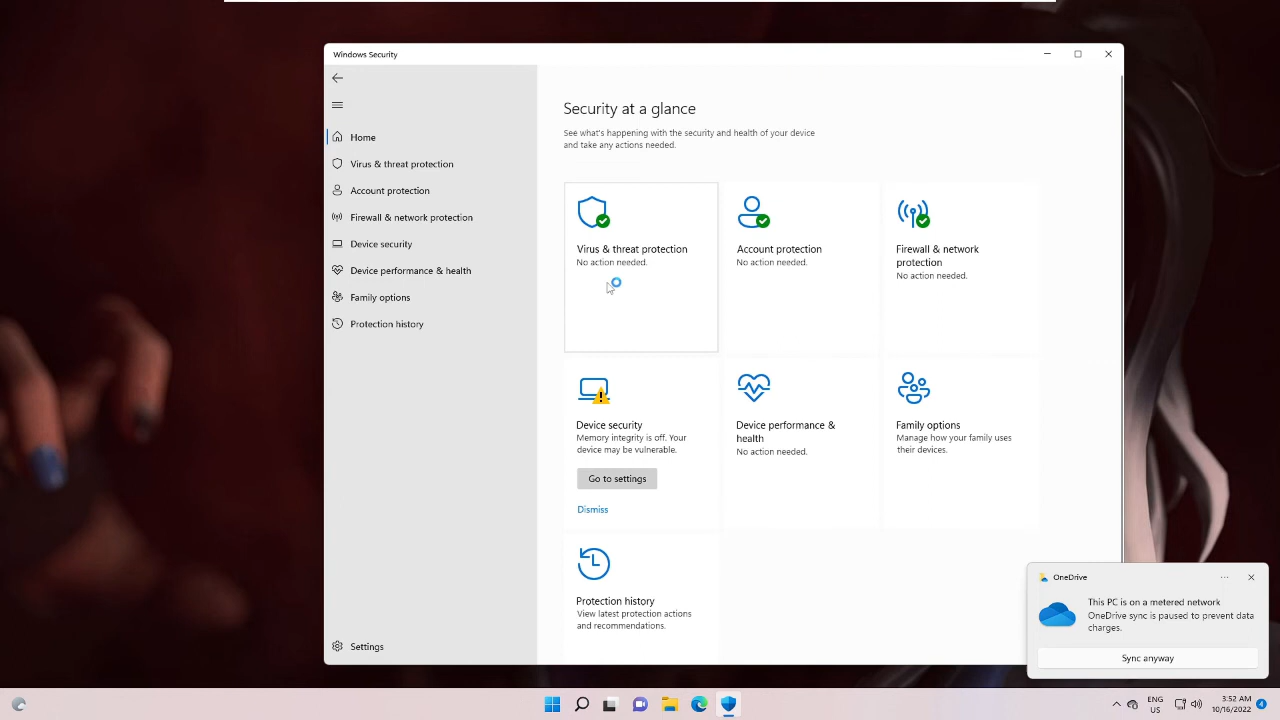 Windows Security
Home
Virus & threat protection
Account protection
Firewall & network protection
Device security
Device performance & health
Family options
Protection history
Settings
Security at a glance
See what's happening with the security and health of your device
and take any actions needed.
Virus & threat protection
No action needed.
Account protection
No action needed.
Firewall & network
protection
No action needed.
Device security
Memory integrity is off. Your
device may be vulnerable.
Go to settings
Dismiss
Device performance &
health
No action needed.
Family options
Manage how your family uses
their devices.
Protection history
View latest protection actions
and recommendations.
OneDrive
This PC is on a metered network
OneDrive sync is paused to prevent data
charges.
Sync anyway
ENG
US
3:52 AM
10/16/2022
4